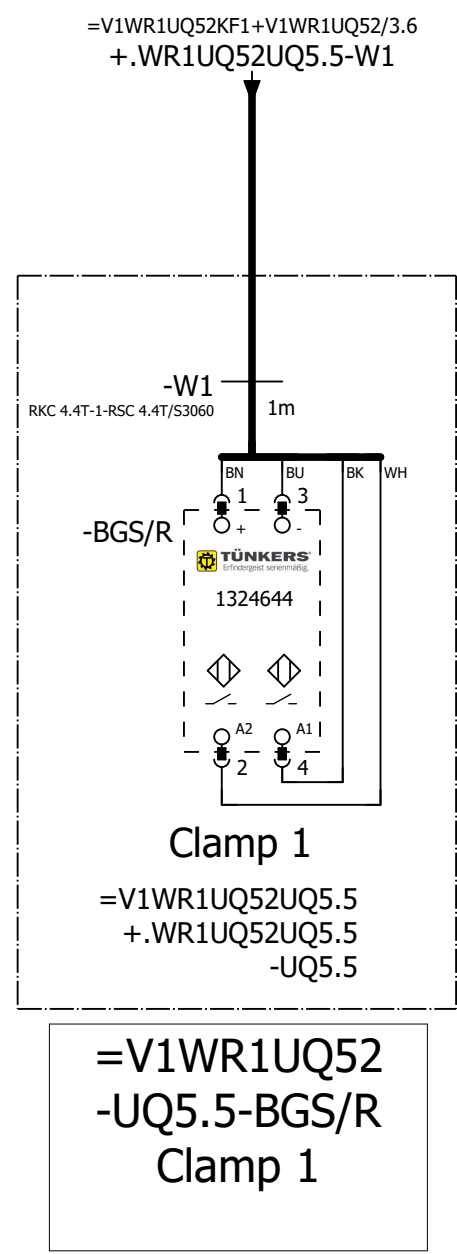 =V1WR1UQ52KF1+V1WR1UQ52/3.6
+.WR1UQ52UQ5.5-W1
-W1
RKC 4.4T-1-RSC 4.4T/S3060
1m
BN BU BK WH
1 3
-BGS/R
+ -
TÜNKERS
Erfindergeist serienmäßig.
1324644
A2 A1
2 4
Clamp 1
=V1WR1UQ52UQ5.5
+.WR1UQ52UQ5.5
-UQ5.5
=V1WR1UQ52
-UQ5.5-BGS/R
Clamp 1